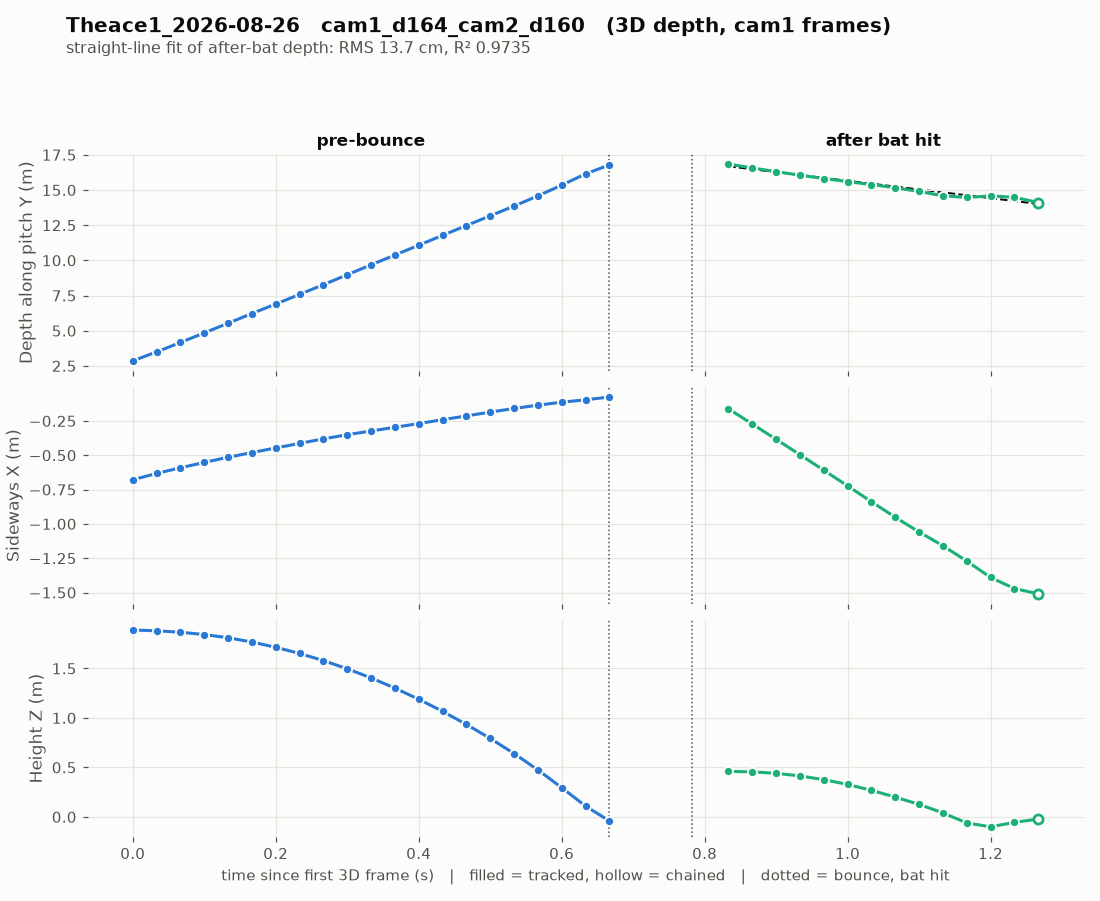 Theace1_2026-08-26   cam1_d164_cam2_d160   (3D depth, cam1 frames)
straight-line fit of after-bat depth: RMS 13.7 cm, R² 0.9735
pre-bounce
after bat hit
Depth along pitch Y (m)
17.5
15.0
12.5
10.0
7.5
5.0
2.5
Sideways X (m)
−0.25
−0.50
−0.75
−1.00
−1.25
−1.50
Height Z (m)
1.5
1.0
0.5
0.0
0.0 0.2 0.4 0.6 0.8 1.0 1.2
time since first 3D frame (s)   |   filled = tracked, hollow = chained   |   dotted = bounce, bat hit